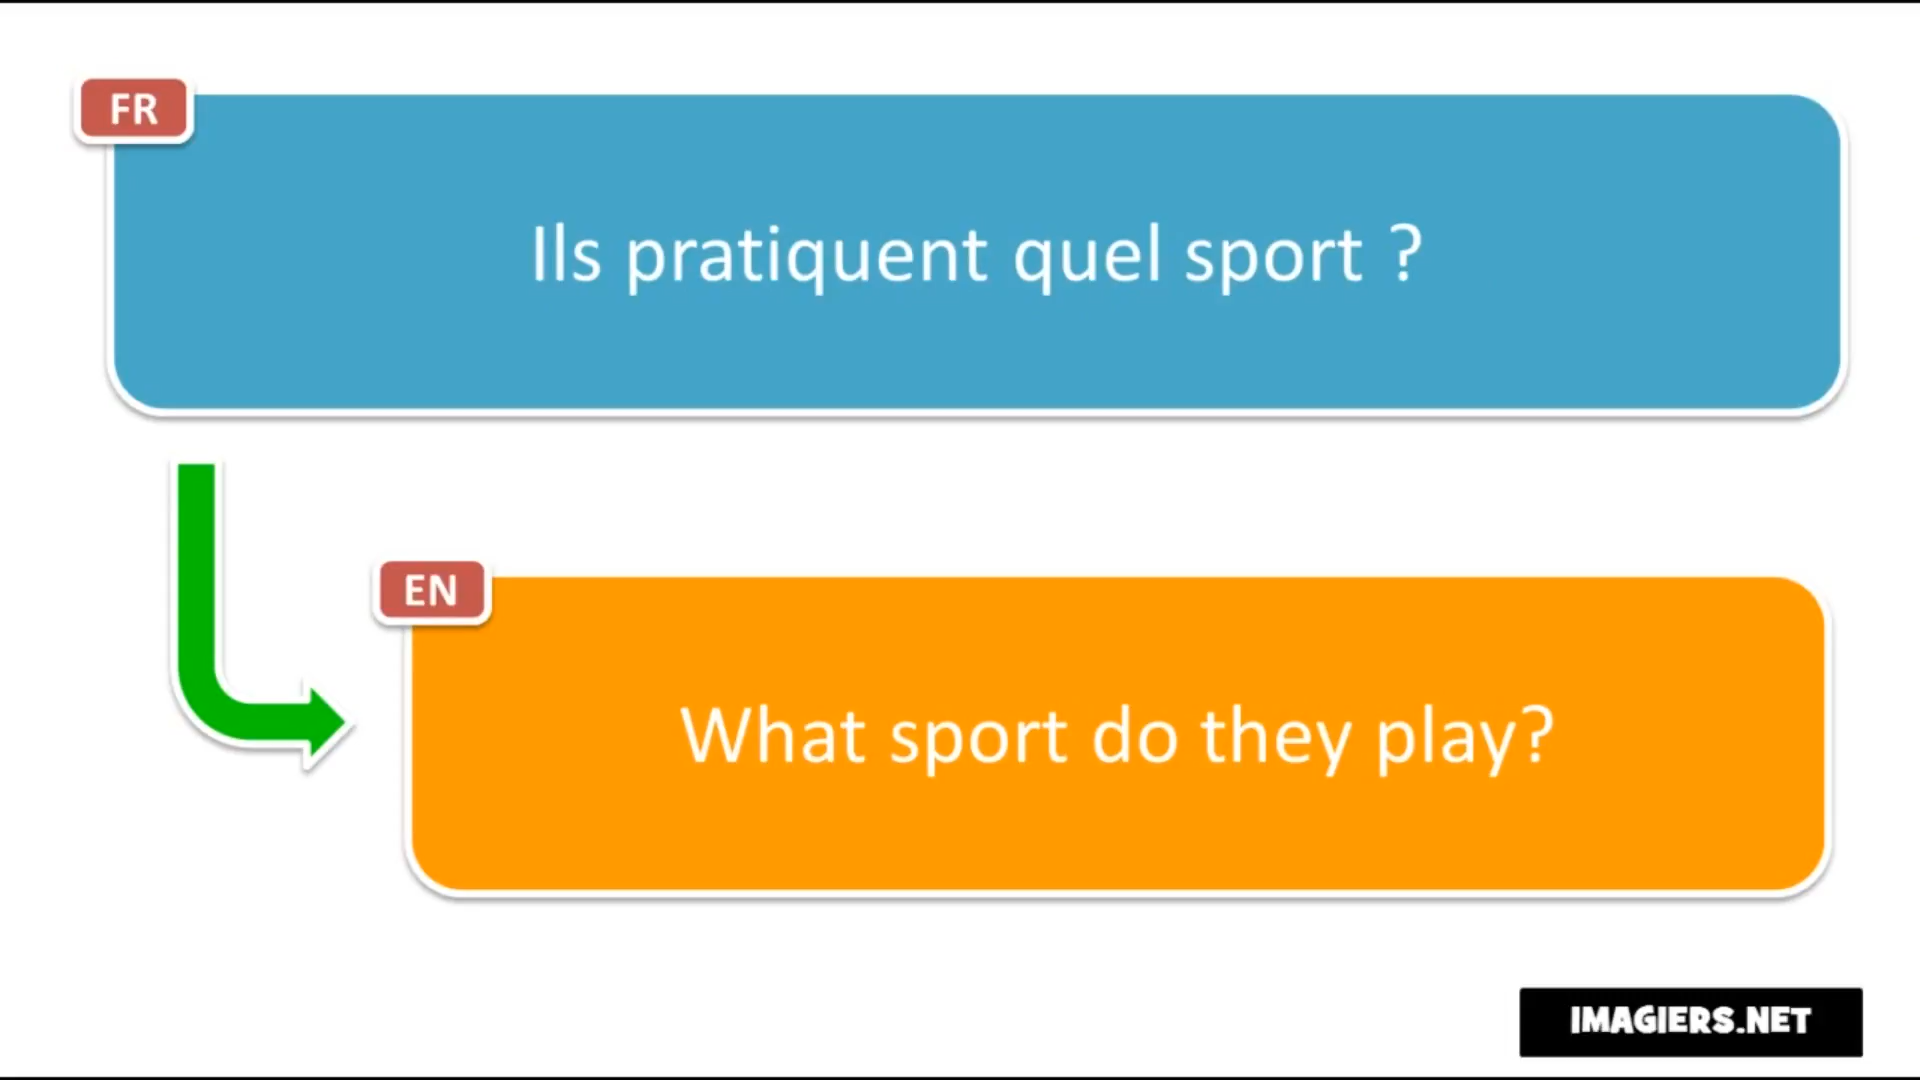 FR
Ils pratiquent quel sport ?
EN
What sport do they play?
IMAGIERS.NET